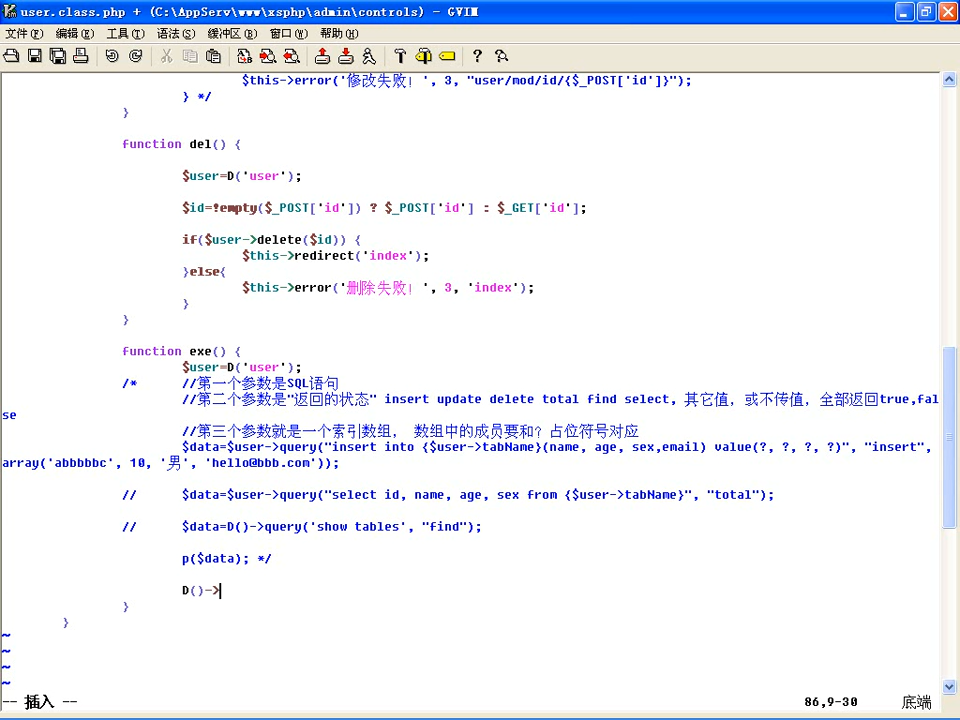 user.class.php + (C:\AppServ\www\xsphp\admin\controls) - GVIM
文件(F) 编辑(E) 工具(T) 语法(S) 缓冲区(B) 窗口(W) 帮助(H)
$this->error('修改失败! ', 3, "user/mod/id/{$_POST['id']}");
} */
}
function del() {
$user=D('user');
$id=!empty($_POST['id']) ? $_POST['id'] : $_GET['id'];
if($user->delete($id)) {
$this->redirect('index');
}else{
$this->error('删除失败! ', 3, 'index');
}
}
function exe() {
$user=D('user');
/* //第一个参数是SQL语句
//第二个参数是"返回的状态" insert update delete total find select, 其它值, 或不传值, 全部返回true,fal
se
//第三个参数就是一个索引数组, 数组中的成员要和? 占位符号对应
$data=$user->query("insert into {$user->tabName}(name, age, sex,email) value(?, ?, ?, ?)", "insert",
array('abbbbbc', 10, '男', 'hello@bbb.com'));
// $data=$user->query("select id, name, age, sex from {$user->tabName}", "total");
// $data=D()->query('show tables', "find");
p($data); */
D()->
}
}
~
~
~
~
-- 插入 -- 86,9-30 底端